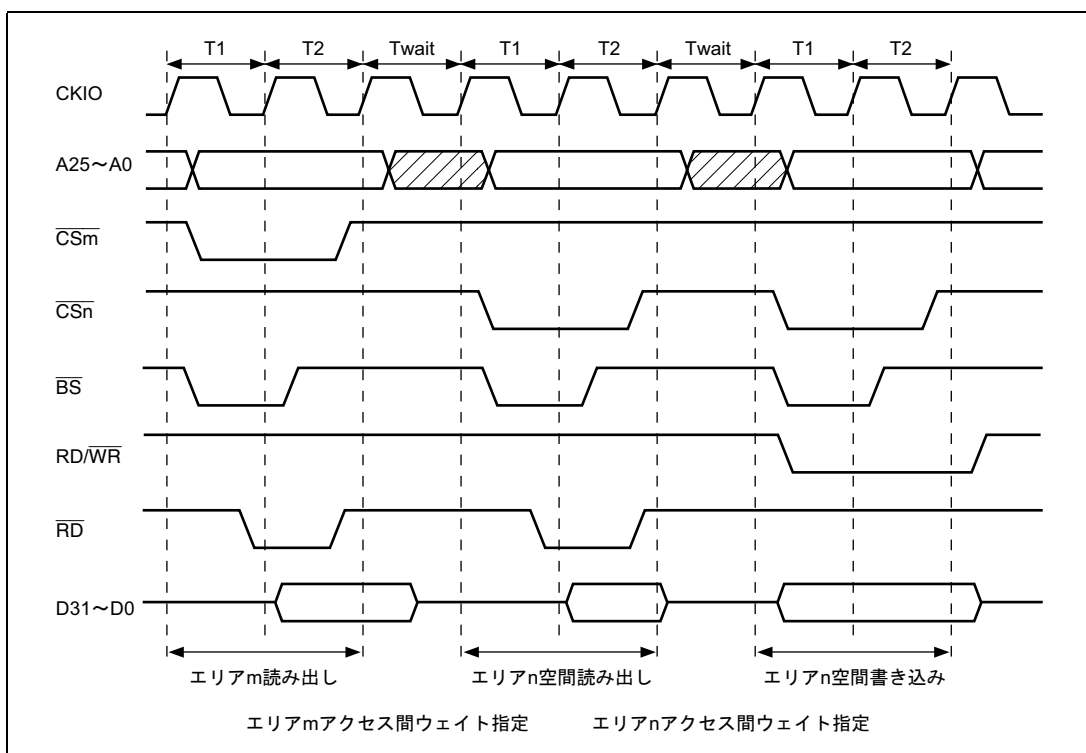 T1 T2 Twait T1 T2 Twait T1 T2
CKIO
A25～A0
CSm
CSn
BS
RD/WR
RD
D31～D0
エリアm読み出し エリアn空間読み出し エリアn空間書き込み
エリアmアクセス間ウェイト指定 エリアnアクセス間ウェイト指定